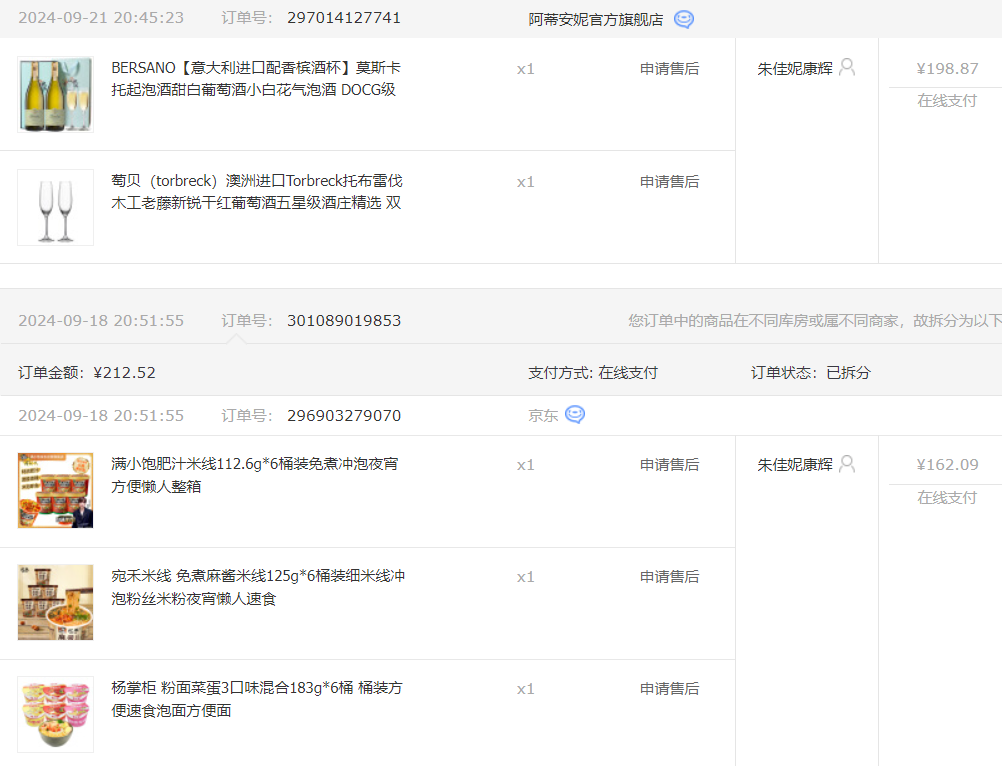 2024-09-21 20:45:23 订单号: 297014127741 阿蒂安妮官方旗舰店
BERSANO【意大利进口配香槟酒杯】莫斯卡 x1 申请售后 朱佳妮康辉 ¥198.87
托起泡酒甜白葡萄酒小白花气泡酒 DOCG级 在线支付
萄贝（torbreck）澳洲进口Torbreck托布雷伐 x1 申请售后
木工老藤新锐干红葡萄酒五星级酒庄精选 双
2024-09-18 20:51:55 订单号: 301089019853 您订单中的商品在不同库房或属不同商家，故拆分为以下
订单金额: ¥212.52 支付方式: 在线支付 订单状态: 已拆分
2024-09-18 20:51:55 订单号: 296903279070 京东
满小饱肥汁米线112.6g*6桶装免煮冲泡夜宵 x1 申请售后 朱佳妮康辉 ¥162.09
方便懒人整箱 在线支付
宛禾米线 免煮麻酱米线125g*6桶装细米线冲 x1 申请售后
泡粉丝米粉夜宵懒人速食
杨掌柜 粉面菜蛋3口味混合183g*6桶 桶装方 x1 申请售后
便速食泡面方便面